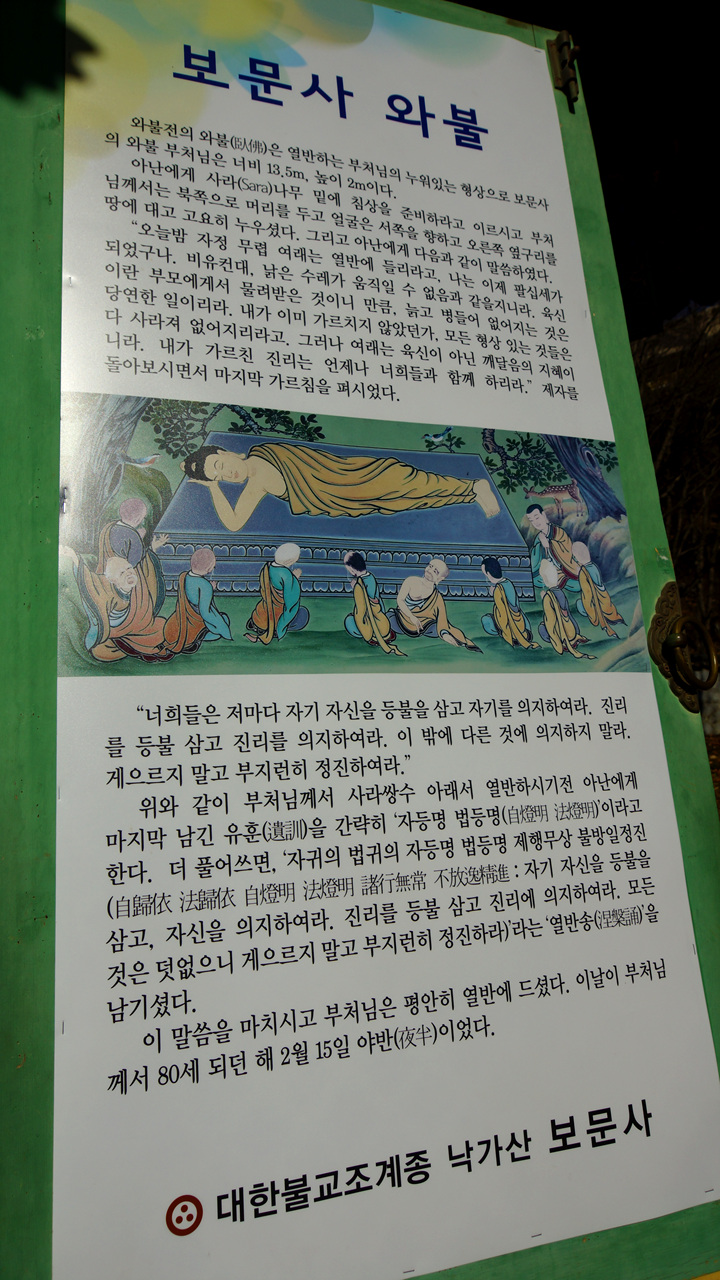 보문사 와불
와불전의 와불(臥佛)은 열반하는 부처님의 누워있는 형상으로 보문사
의 와불 부처님은 너비 13.5m, 높이 2m이다.
아난에게 사라(Sara)나무 밑에 침상을 준비하라고 이르시고 부처
님께서는 북쪽으로 머리를 두고 얼굴은 서쪽을 향하고 오른쪽 옆구리를
땅에 대고 고요히 누우셨다. 그리고 아난에게 다음과 같이 말씀하였다.
“오늘밤 자정 무렵 여래는 열반에 들리라고, 나는 이제 팔십세가
되었구나. 비유컨대, 낡은 수레가 움직일 수 없음과 같을지니라. 육신
이란 부모에게서 물려받은 것이니 만큼, 늙고 병들어 없어지는 것은
당연한 일이리라. 내가 이미 가르치지 않았던가, 모든 형상 있는 것들은
다 사라져 없어지리라고. 그러나 여래는 육신이 아닌 깨달음의 지혜이
니라. 내가 가르친 진리는 언제나 너희들과 함께 하리라.” 제자를
돌아보시면서 마지막 가르침을 펴시었다.
“너희들은 저마다 자기 자신을 등불을 삼고 자기를 의지하여라. 진리
를 등불 삼고 진리를 의지하여라. 이 밖에 다른 것에 의지하지 말라.
게으르지 말고 부지런히 정진하여라.”
위와 같이 부처님께서 사라쌍수 아래서 열반하시기전 아난에게
마지막 남긴 유훈(遺訓)을 간략히 ‘자등명 법등명(自燈明 法燈明)’이라고
한다. 더 풀어쓰면, ‘자귀의 법귀의 자등명 법등명 제행무상 불방일정진
(自歸依 法歸依 自燈明 法燈明 諸行無常 不放逸精進 : 자기 자신을 등불을
삼고, 자신을 의지하여라. 진리를 등불 삼고 진리에 의지하여라. 모든
것은 덧없으니 게으르지 말고 부지런히 정진하라)’라는 ‘열반송(涅槃誦)’을
남기셨다.
이 말씀을 마치시고 부처님은 평안히 열반에 드셨다. 이날이 부처님
께서 80세 되던 해 2월 15일 야반(夜半)이었다.
대한불교조계종 낙가산 보문사